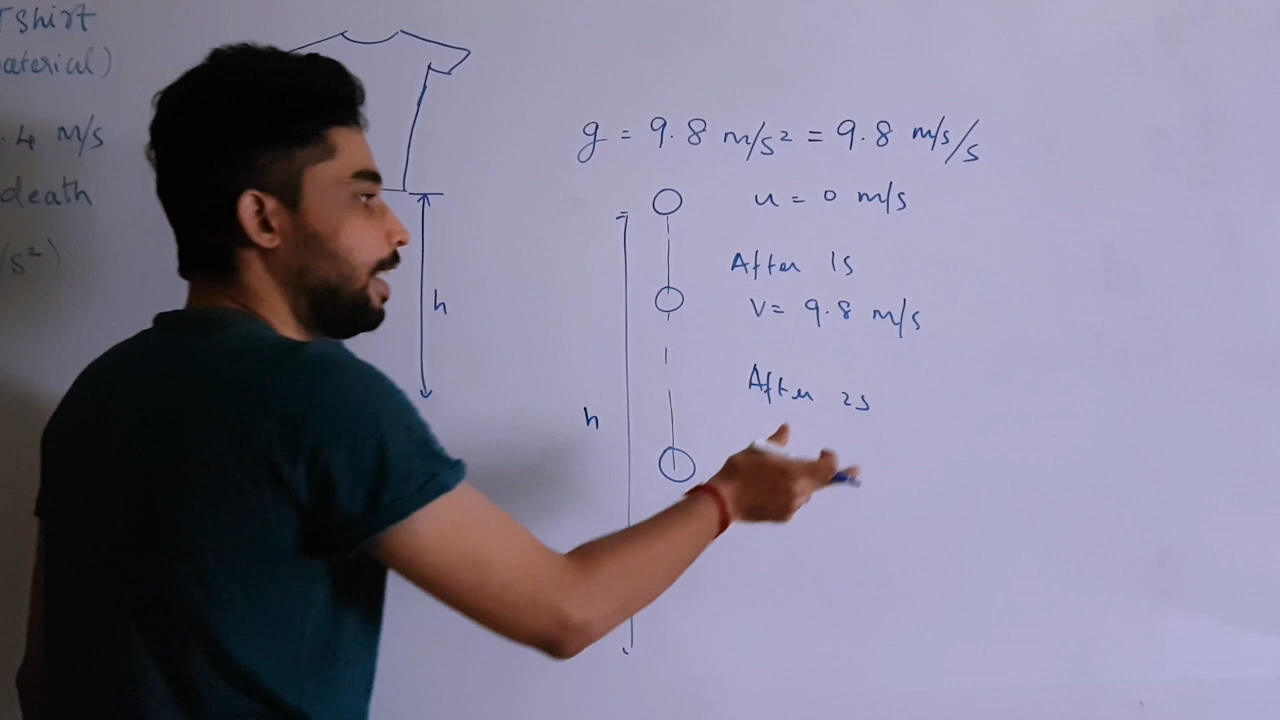 Tshirt
aterial)
.4 m/s
death
/s²)
h
g = 9.8 m/s² = 9.8 m/s/s
u = 0 m/s
After 1s
v = 9.8 m/s
After 2s
h